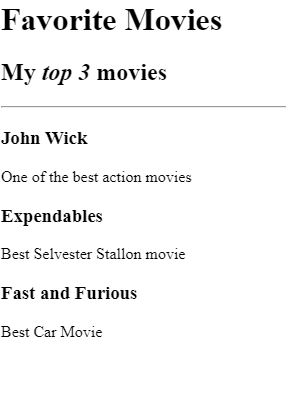 Favorite Movies
My top 3 movies
John Wick
One of the best action movies
Expendables
Best Selvester Stallon movie
Fast and Furious
Best Car Movie